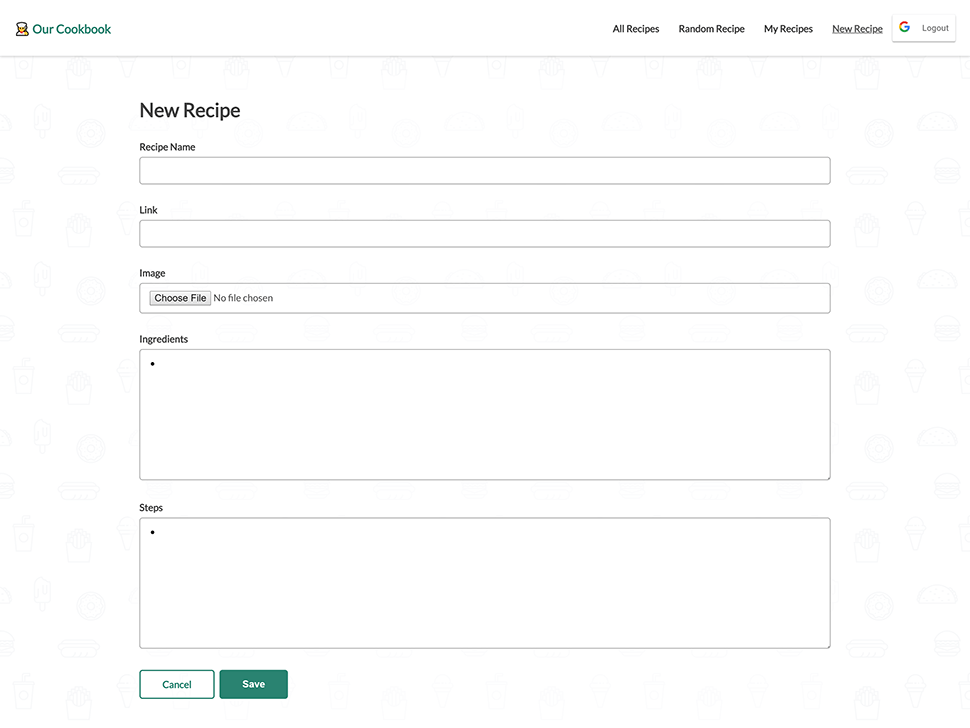 Our Cookbook
All Recipes Random Recipe My Recipes New Recipe Logout
New Recipe
Recipe Name
Link
Image
Choose File No file chosen
Ingredients
•
Steps
•
Cancel Save